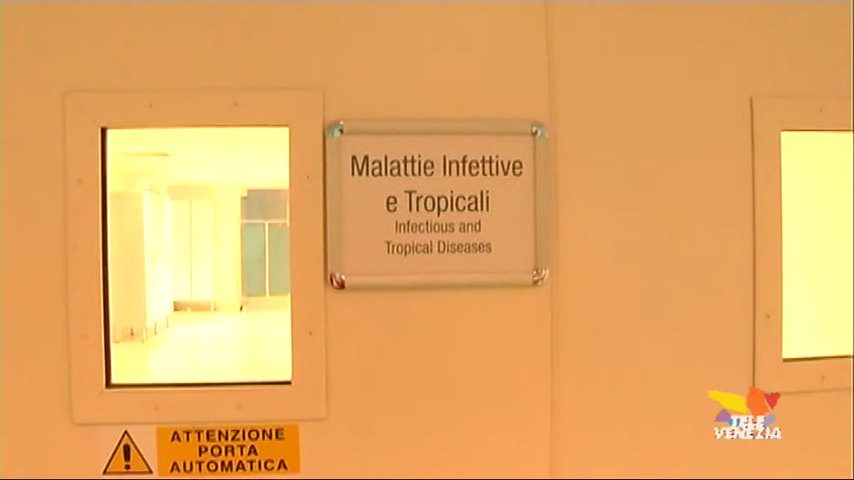 Malattie Infettive
e Tropicali
Infectious and
Tropical Diseases
ATTENZIONE
PORTA
AUTOMATICA
TELE
VENEZIA